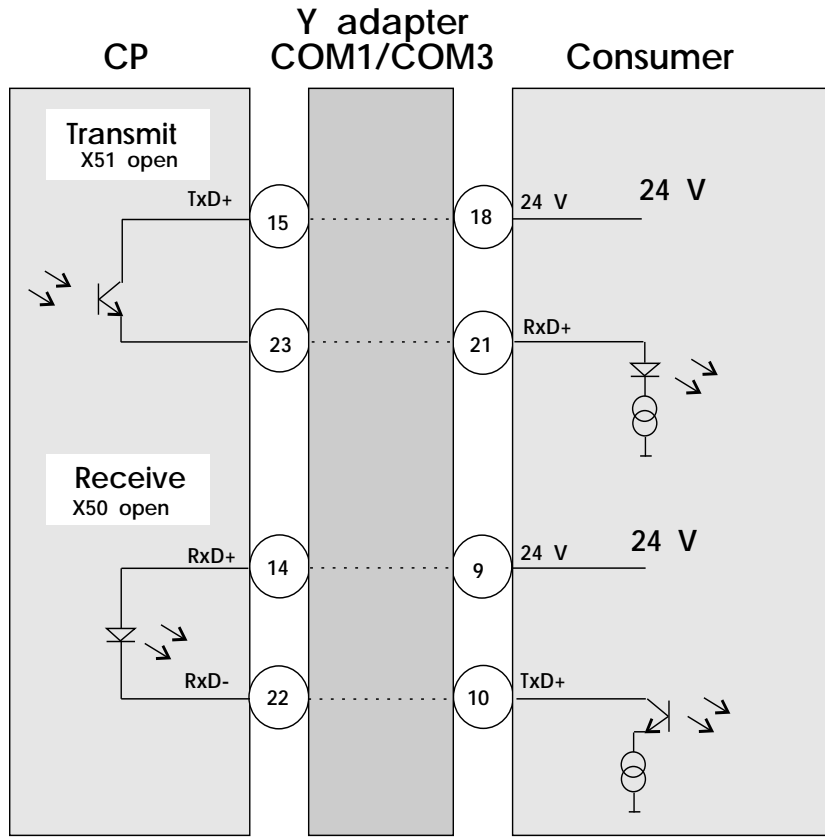 Y adapter
CP COM1/COM3 Consumer
Transmit
X51 open
TxD+ 15 18 24 V 24 V
23 21 RxD+
Receive
X50 open
RxD+ 14 9 24 V 24 V
RxD- 22 10 TxD+